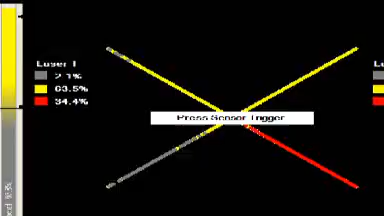 Laser 1
2.1%
63.5%
34.4%
Press Sensor Trigger